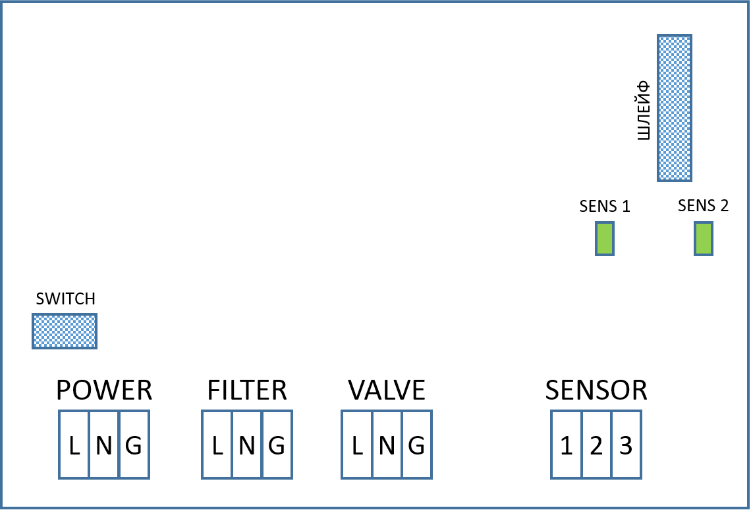 ШЛЕЙФ
SENS 1 SENS 2
SWITCH
POWER FILTER VALVE SENSOR
L N G L N G L N G 1 2 3